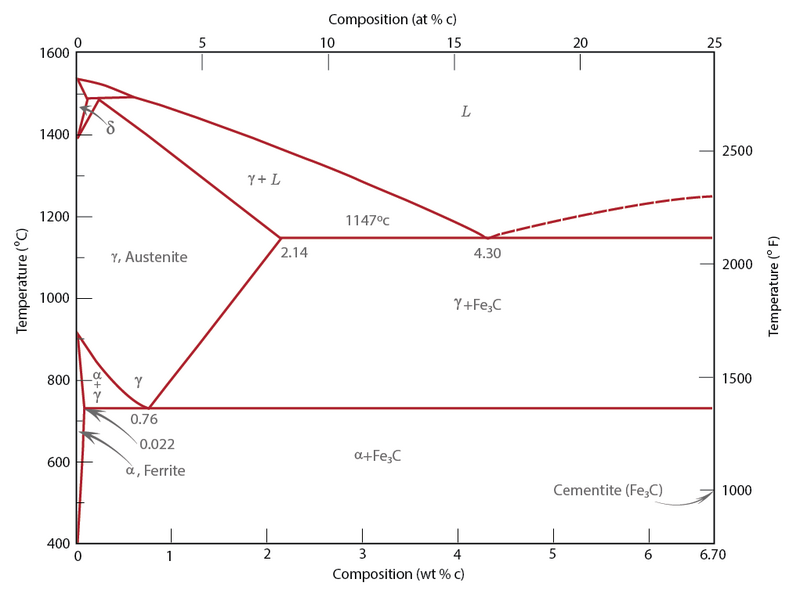 Composition (at % c)
0 5 10 15 20 25
1600
1400
1200
1000
800
600
400
Temperature (°C)
2500
2000
1500
1000
Temperature (° F)
L
δ
γ + L
1147ºc
2.14
4.30
γ, Austenite
γ+Fe₃C
α
+
γ
γ
0.76
0.022
α, Ferrite
α+Fe₃C
Cementite (Fe₃C)
0 1 2 3 4 5 6 6.70
Composition (wt % c)